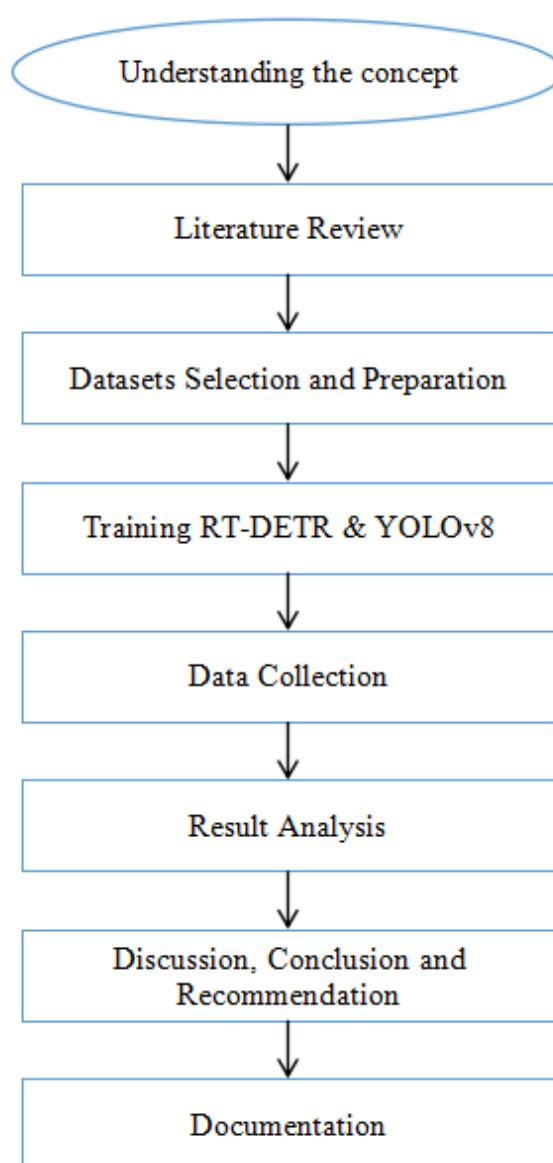 Understanding the concept
Literature Review
Datasets Selection and Preparation
Training RT-DETR & YOLOv8
Data Collection
Result Analysis
Discussion, Conclusion and
Recommendation
Documentation